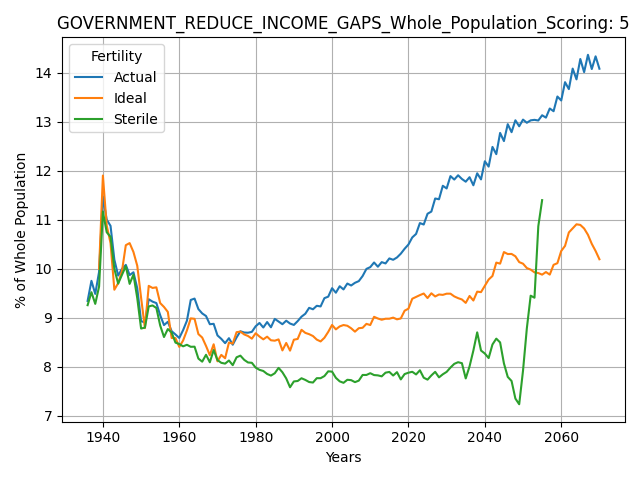 GOVERNMENT_REDUCE_INCOME_GAPS_Whole_Population_Scoring: 5
Fertility
Actual
Ideal
Sterile
% of Whole Population
14
13
12
11
10
9
8
7
1940 1960 1980 2000 2020 2040 2060
Years